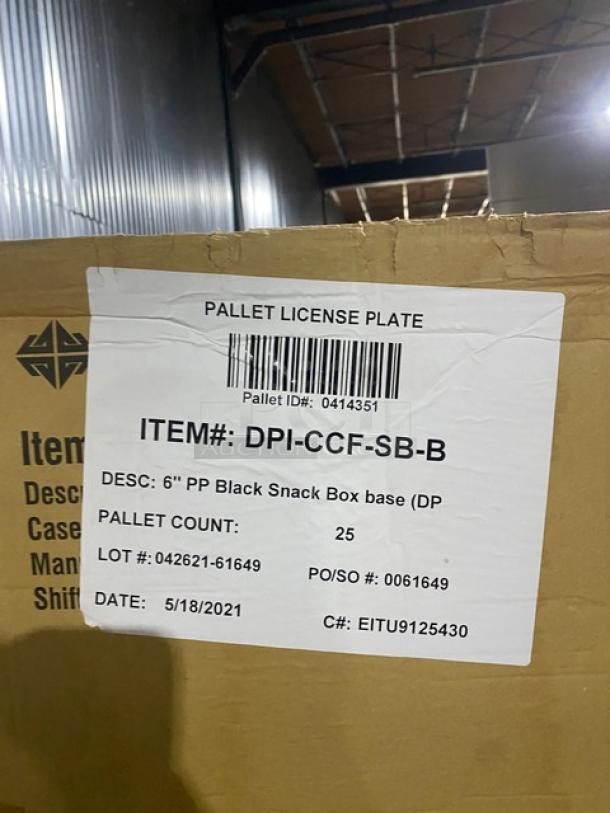 PALLET LICENSE PLATE
Pallet ID#: 0414351
ITEM#: DPI-CCF-SB-B
DESC: 6" PP Black Snack Box base (DP
PALLET COUNT: 25
LOT #: 042621-61649 PO/SO #: 0061649
DATE: 5/18/2021 C#: EITU9125430
Item
Desc
Case
Man
Shift